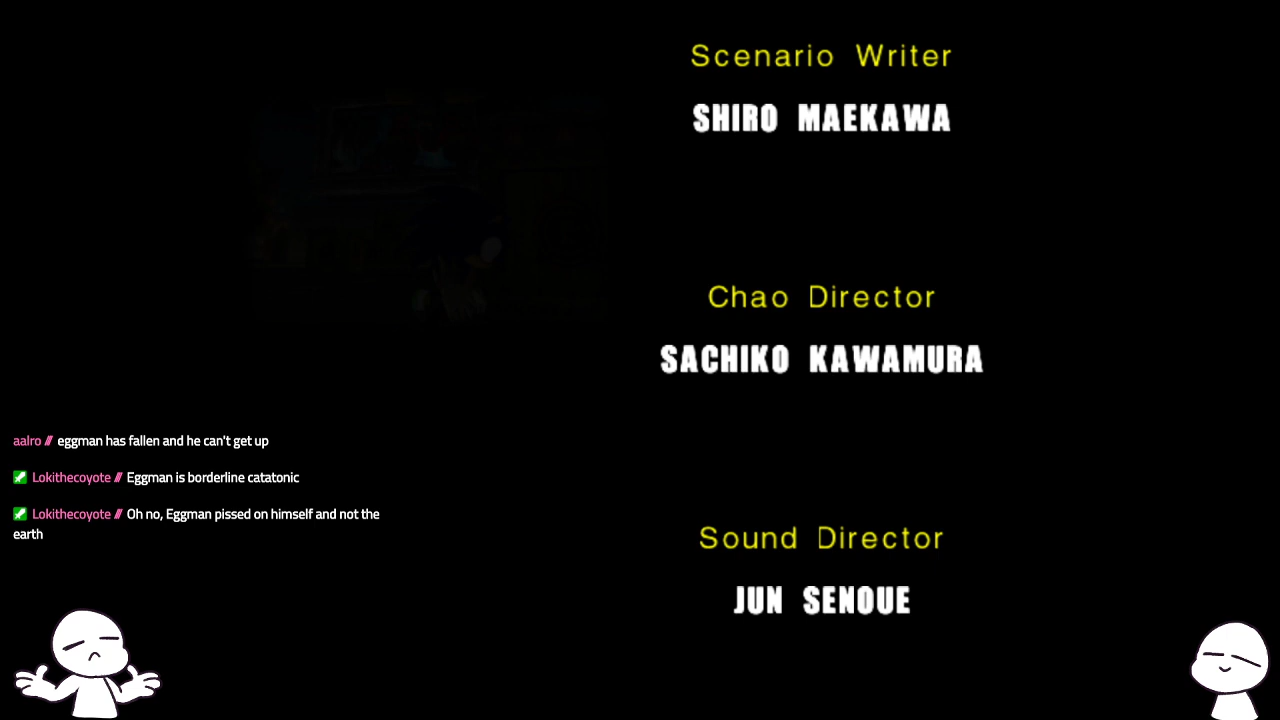 Scenario Writer
SHIRO MAEKAWA
Chao Director
SACHIKO KAWAMURA
Sound Director
JUN SENOUE
aalro /// eggman has fallen and he can't get up
Lokithecoyote /// Eggman is borderline catatonic
Lokithecoyote /// Oh no, Eggman pissed on himself and not the
earth